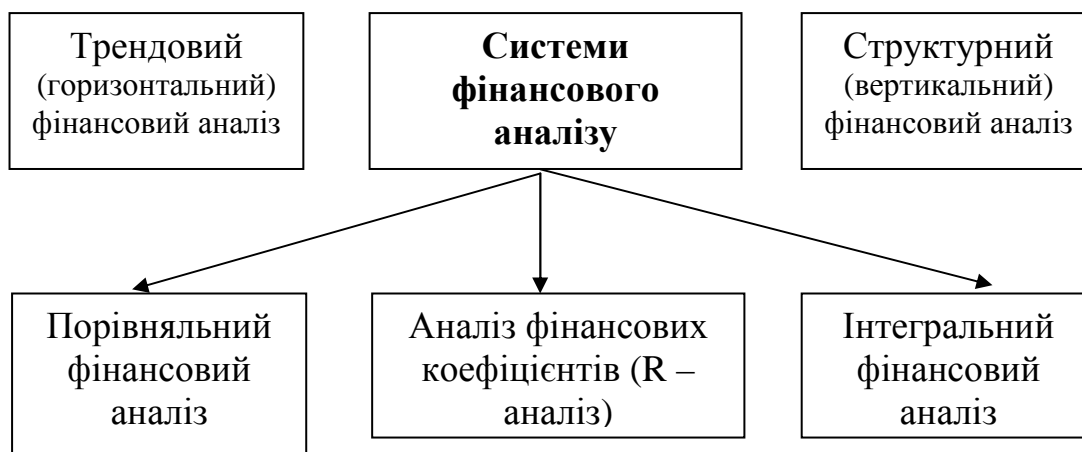 Трендовий
(горизонтальний)
фінансовий аналіз
Системи
фінансового
аналізу
Структурний
(вертикальний)
фінансовий аналіз
Порівняльний
фінансовий
аналіз
Аналіз фінансових
коефіцієнтів (R –
аналіз)
Інтегральний
фінансовий
аналіз